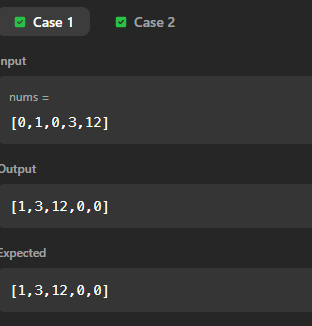 Case 1 Case 2
nput
nums =
[0,1,0,3,12]
Output
[1,3,12,0,0]
Expected
[1,3,12,0,0]